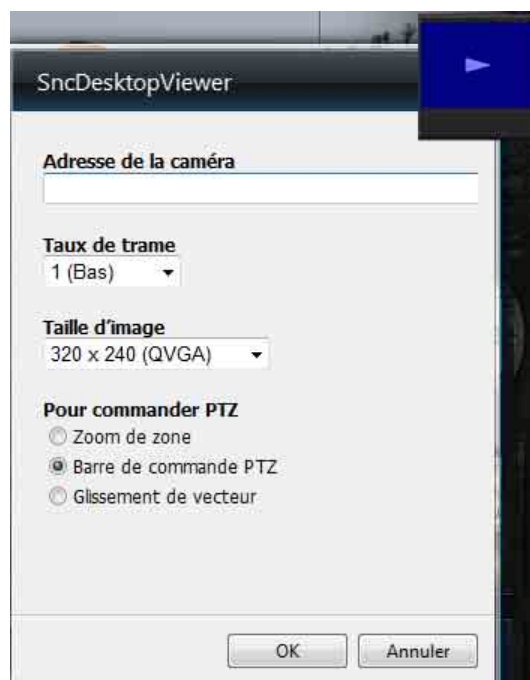 SncDesktopViewer
Adresse de la caméra
Taux de trame
1 (Bas)
Taille d'image
320 x 240 (QVGA)
Pour commander PTZ
Zoom de zone
Barre de commande PTZ
Glissement de vecteur
OK Annuler